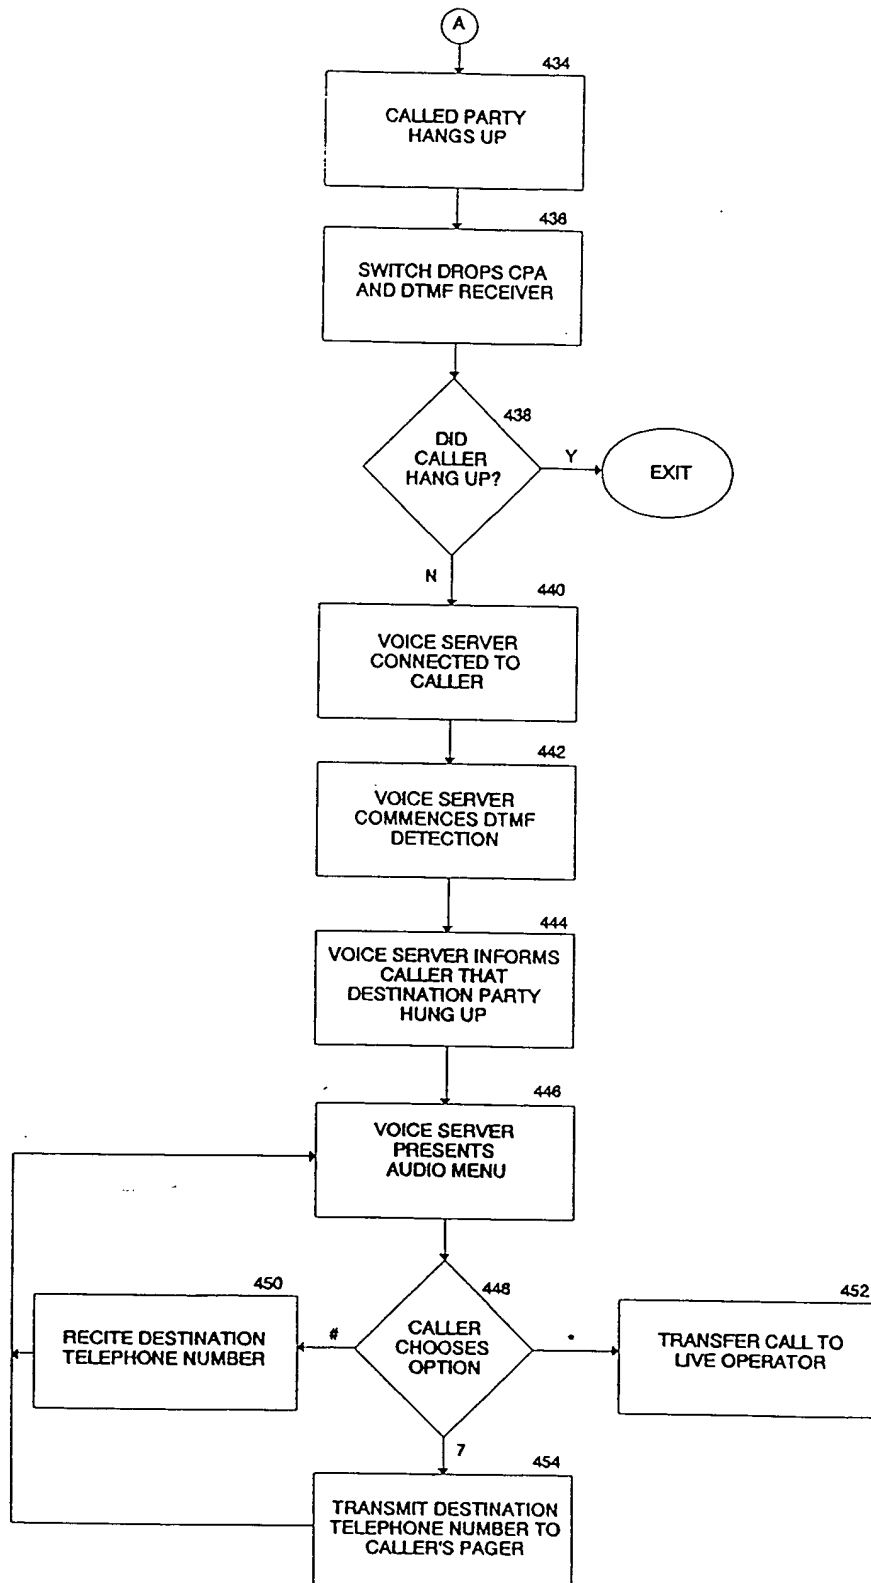 A
434
CALLED PARTY
HANGS UP
436
SWITCH DROPS CPA
AND DTMF RECEIVER
438
DID
CALLER
HANG UP?
Y
EXIT
N
440
VOICE SERVER
CONNECTED TO
CALLER
442
VOICE SERVER
COMMENCES DTMF
DETECTION
444
VOICE SERVER INFORMS
CALLER THAT
DESTINATION PARTY
HUNG UP
446
VOICE SERVER
PRESENTS
AUDIO MENU
448
CALLER
CHOOSES
OPTION
450
#
RECITE DESTINATION
TELEPHONE NUMBER
452
*
TRANSFER CALL TO
LIVE OPERATOR
7
454
TRANSMIT DESTINATION
TELEPHONE NUMBER TO
CALLER'S PAGER